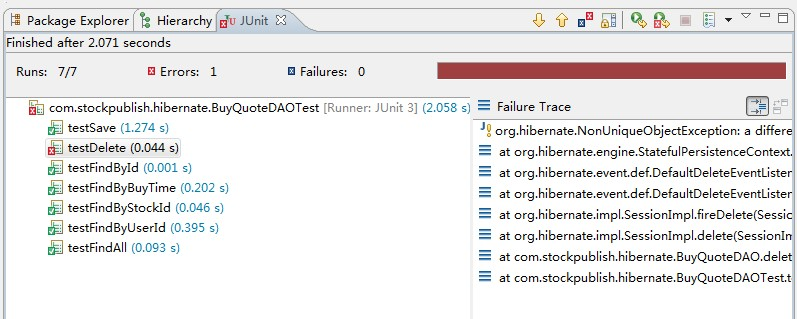 Package Explorer Hierarchy JUnit
Finished after 2.071 seconds
Runs: 7/7 Errors: 1 Failures: 0
com.stockpublish.hibernate.BuyQuoteDAOTest [Runner: JUnit 3] (2.058 s)
testSave (1.274 s)
testDelete (0.044 s)
testFindById (0.001 s)
testFindByBuyTime (0.202 s)
testFindByStockId (0.046 s)
testFindByUserId (0.395 s)
testFindAll (0.093 s)
Failure Trace
org.hibernate.NonUniqueObjectException: a differe
at org.hibernate.engine.StatefulPersistenceContext.
at org.hibernate.event.def.DefaultDeleteEventListen
at org.hibernate.event.def.DefaultDeleteEventListen
at org.hibernate.impl.SessionImpl.fireDelete(Sessio
at org.hibernate.impl.SessionImpl.delete(SessionIm
at com.stockpublish.hibernate.BuyQuoteDAO.delet
at com.stockpublish.hibernate.BuyQuoteDAOTest.t